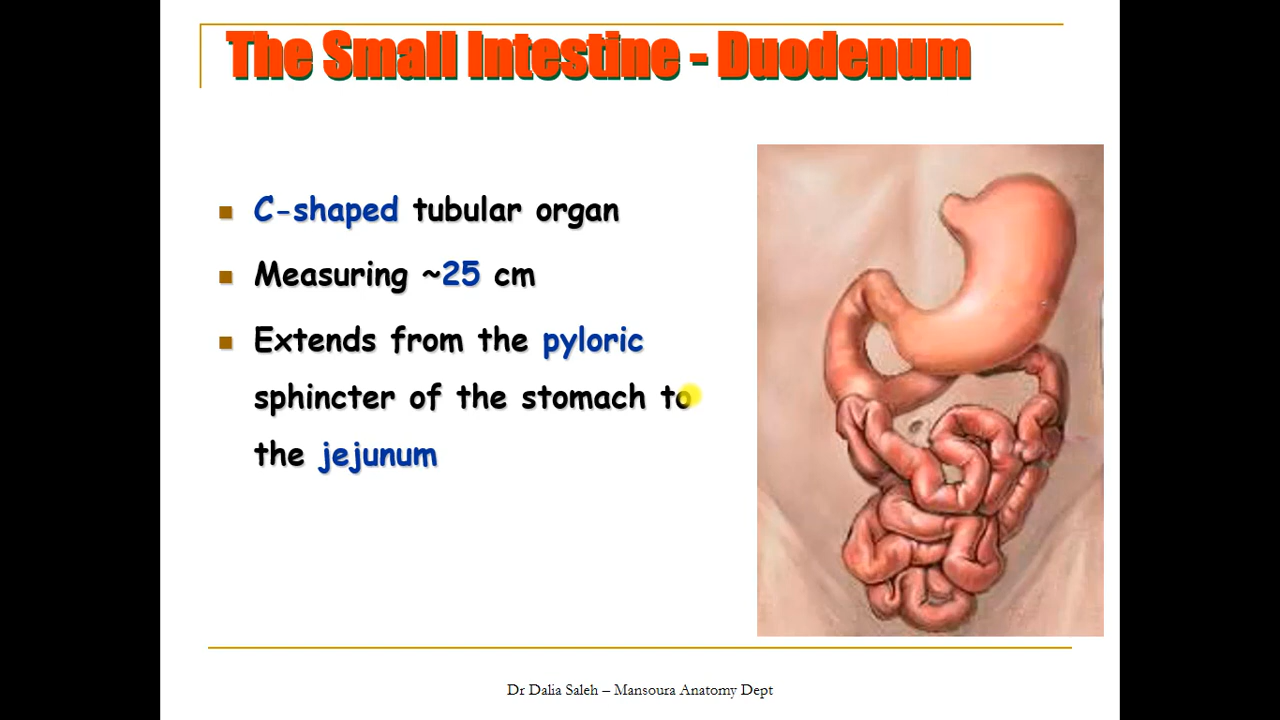 The Small Intestine - Duodenum
C-shaped tubular organ
Measuring ~25 cm
Extends from the pyloric
sphincter of the stomach to
the jejunum
Dr Dalia Saleh – Mansoura Anatomy Dept